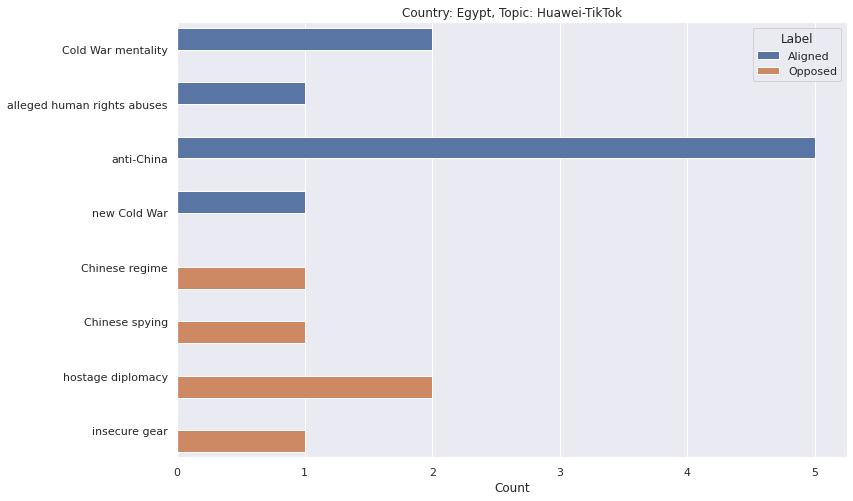 Country: Egypt, Topic: Huawei-TikTok
Label
Aligned
Opposed
Cold War mentality
alleged human rights abuses
anti-China
new Cold War
Chinese regime
Chinese spying
hostage diplomacy
insecure gear
0 1 2 3 4 5
Count